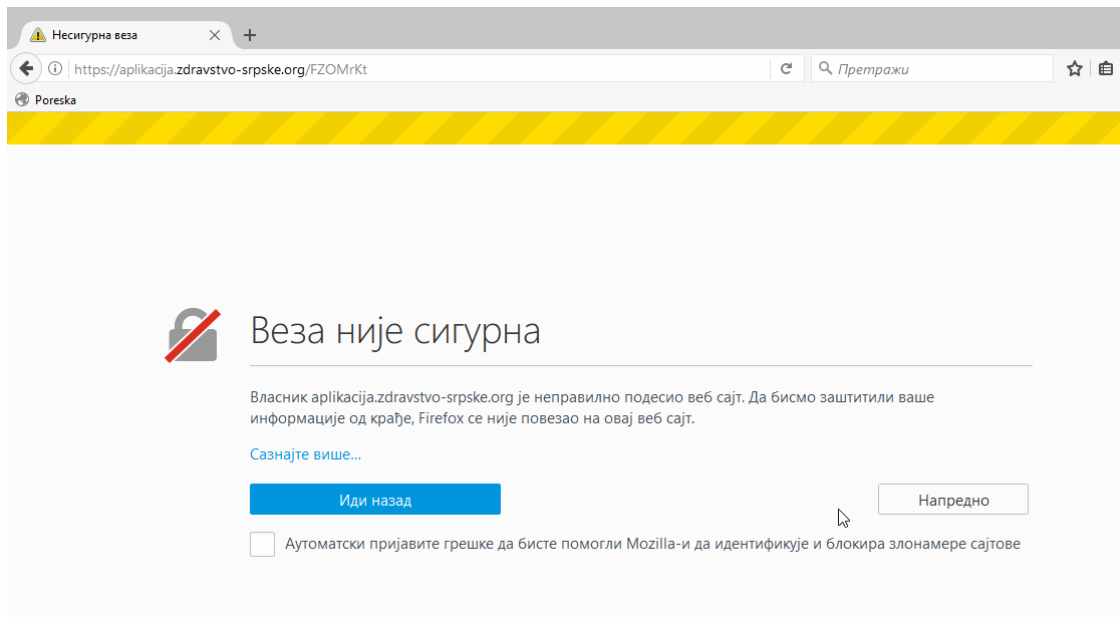 Несигурна веза
https://aplikacija.zdravstvo-srpske.org/FZOMrKt
Претражи
Poreska
Веза није сигурна
Власник aplikacija.zdravstvo-srpske.org је неправилно подесио веб сајт. Да бисмо заштитили ваше
информације од крађе, Firefox се није повезао на овај веб сајт.
Сазнајте више...
Иди назад
Напредно
Аутоматски пријавите грешке да бисте помогли Mozilla-и да идентификује и блокира злонамере сајтове